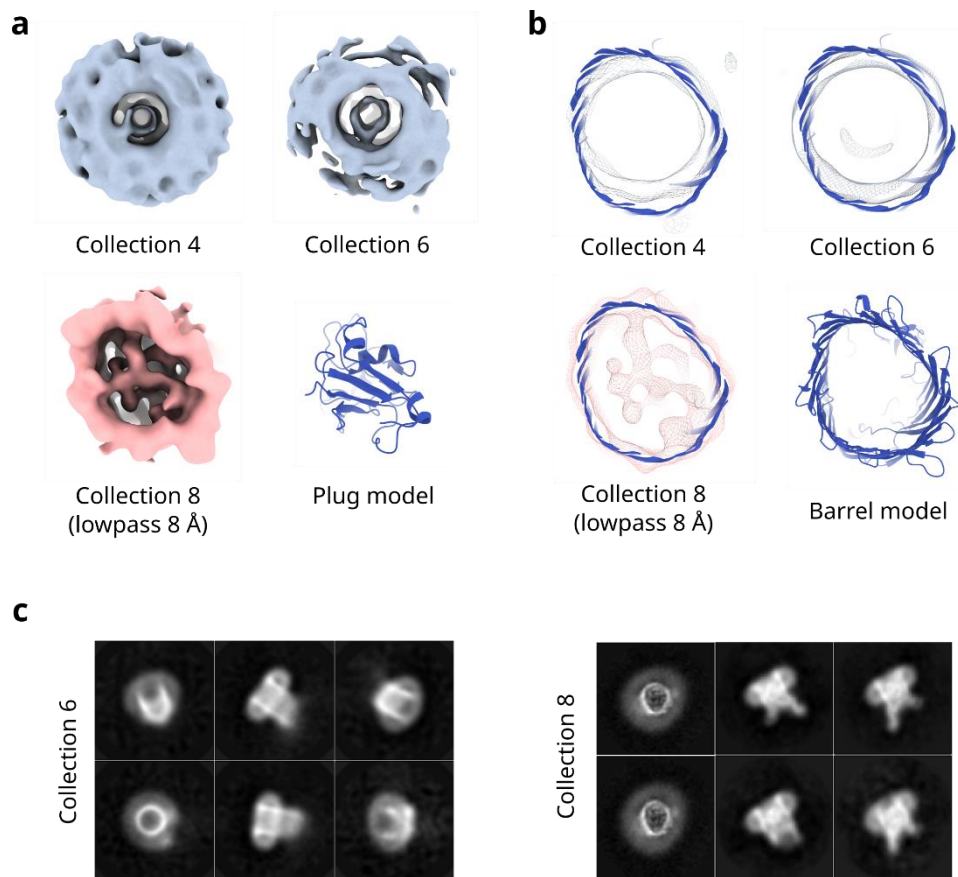 a
b
Collection 4
Collection 6
Collection 4
Collection 6
Collection 8
(lowpass 8 Å)
Plug model
Collection 8
(lowpass 8 Å)
Barrel model
c
Collection 6
Collection 8